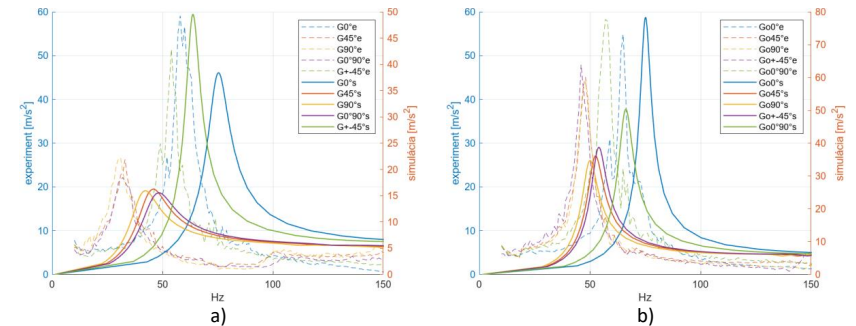 60
50
40
30
20
10
0
experiment [m/s²]
50
45
40
35
30
25
20
15
10
5
0
simulácia [m/s²]
G0°e
G45°e
G90°e
G0°90°e
G+-45°e
G0°s
G45°s
G90°s
G0°90°s
G+-45°s
0 50 100 150
Hz
a)
60
50
40
30
20
10
0
experiment [m/s²]
80
70
60
50
40
30
20
10
0
simulácia [m/s²]
Go0°e
Go45°e
Go90°e
Go+-45°e
Go0°90°e
Go0°s
Go45°s
Go90°s
Go+-45°s
Go0°90°s
0 50 100 150
Hz
b)